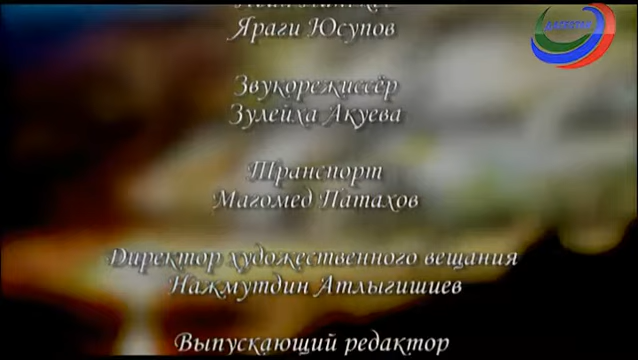 Яраги Юсупов
Звукорежиссёр
Зулейха Акуева
Транспорт
Магомед Патахов
Директор художественного вещания
Нажмутдин Атлыгишиев
Выпускающий редактор